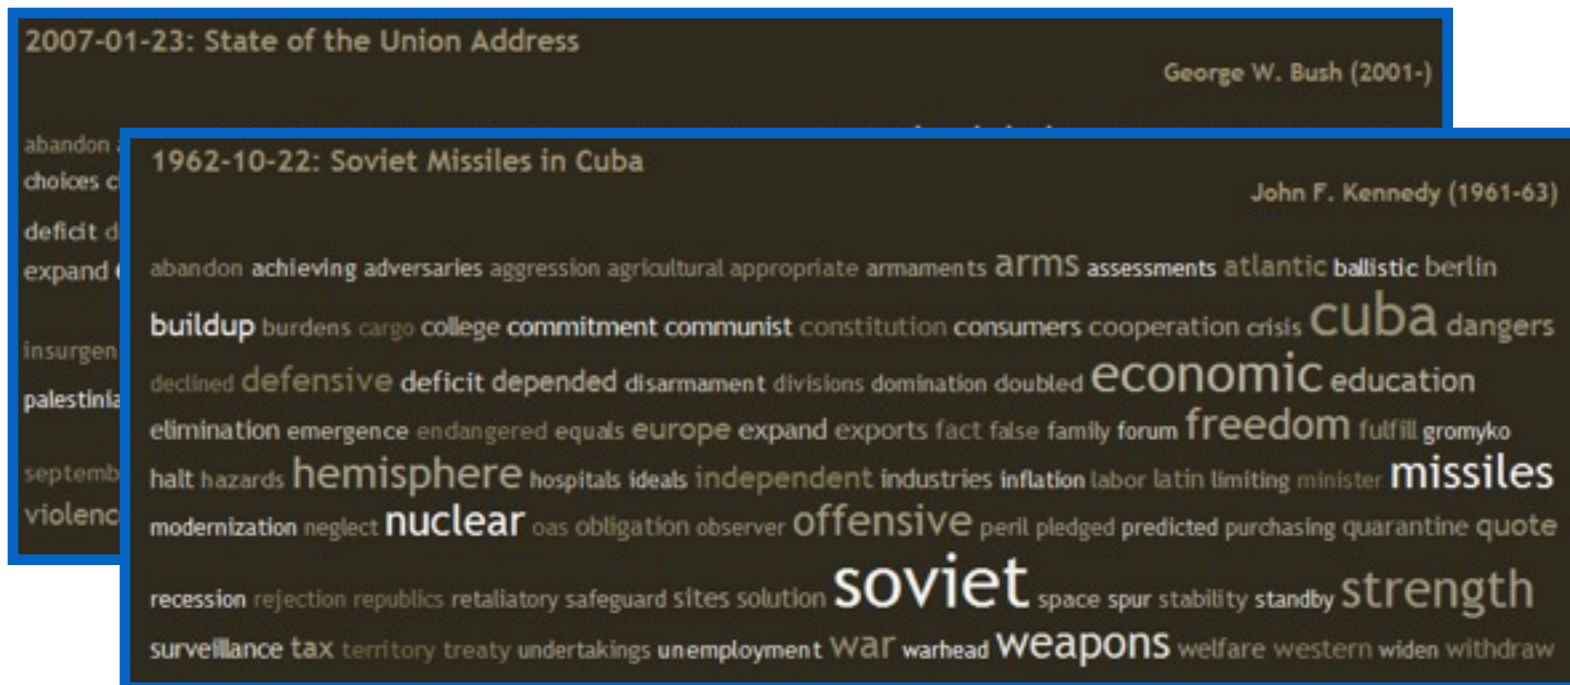 2007-01-23: State of the Union Address
George W. Bush (2001-)
abandon
choices
deficit
expand
palestinia
septemb
violenc
1962-10-22: Soviet Missiles in Cuba
John F. Kennedy (1961-63)
abandon achieving adversaries aggression agricultural appropriate armaments arms assessments atlantic ballistic berlin
buildup burdens cargo college commitment communist constitution consumers cooperation crisis cuba dangers
declined defensive deficit depended disarmament divisions domination doubled economic education
elimination emergence endangered equals europe expand exports fact false family forum freedom fulfill gromyko
halt hazards hemisphere hospitals ideals independent industries inflation labor latin limiting minister missiles
modernization neglect nuclear oas obligation observer offensive peril pledged predicted purchasing quarantine quote
recession rejection republics retaliatory safeguard sites solution soviet space spur stability standby strength
surveillance tax territory treaty undertakings unemployment war warhead weapons welfare western widen withdraw